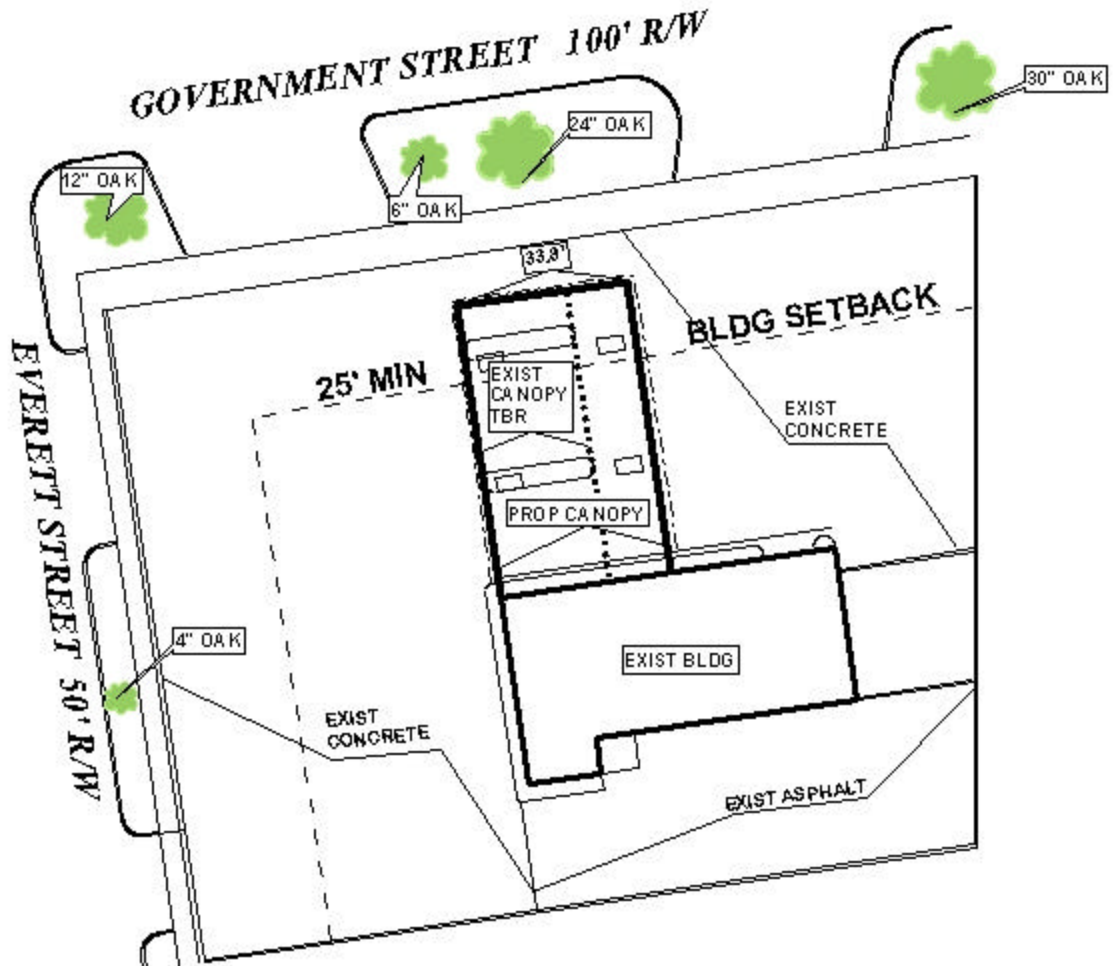 GOVERNMENT STREET 100' R/W
30" OAK
24" OAK
12" OAK
6" OAK
33.9'
BLDG SETBACK
25' MIN
EXIST
CANOPY
TBR
EXIST
CONCRETE
PROP CANOPY
EVERETT STREET 50' R/W
4" OAK
EXIST BLDG
EXIST
CONCRETE
EXIST ASPHALT